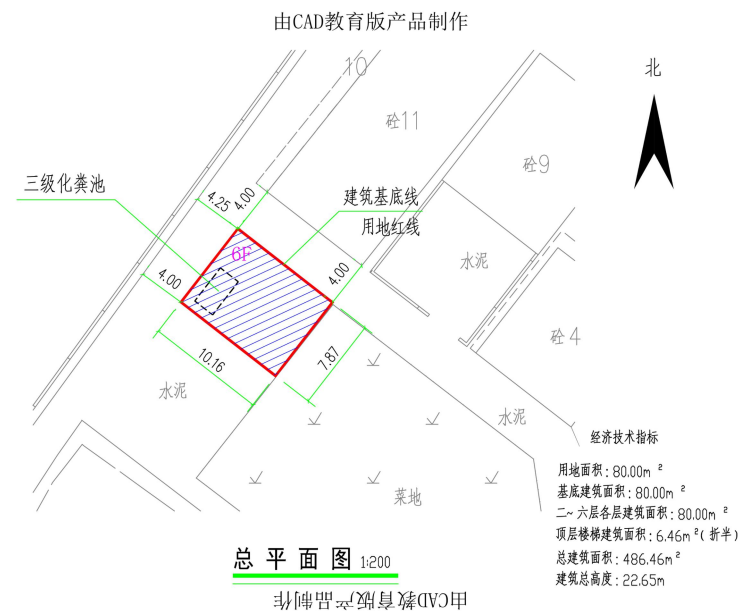 由CAD教育版产品制作
10
北
砼11
砼9
三级化粪池
4.25
4.00
建筑基底线
用地红线
6F
水泥
4.00
4.00
砼4
10.16
7.87
水泥
水泥
菜地
经济技术指标
用地面积:80.00m²
基底建筑面积:80.00m²
二~六层各层建筑面积:80.00m²
顶层楼梯建筑面积:6.46m²(折半)
总建筑面积:486.46m²
建筑总高度:22.65m
总平面图 1:200
由CAD教育版产品制作